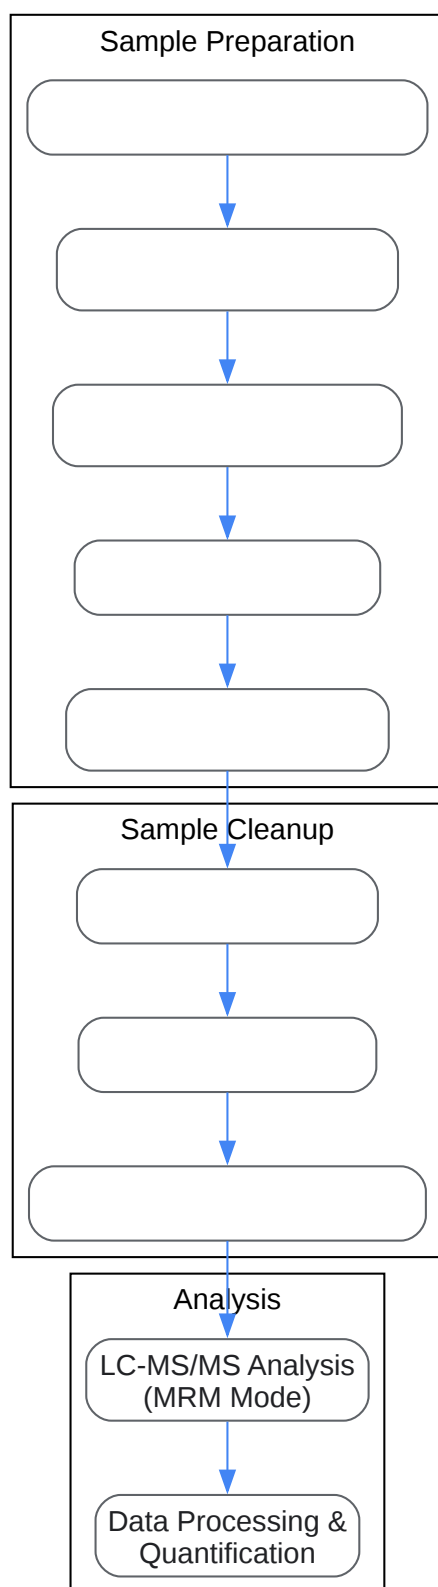 Sample Preparation
Sample Cleanup
Analysis
LC-MS/MS Analysis
(MRM Mode)
Data Processing &
Quantification